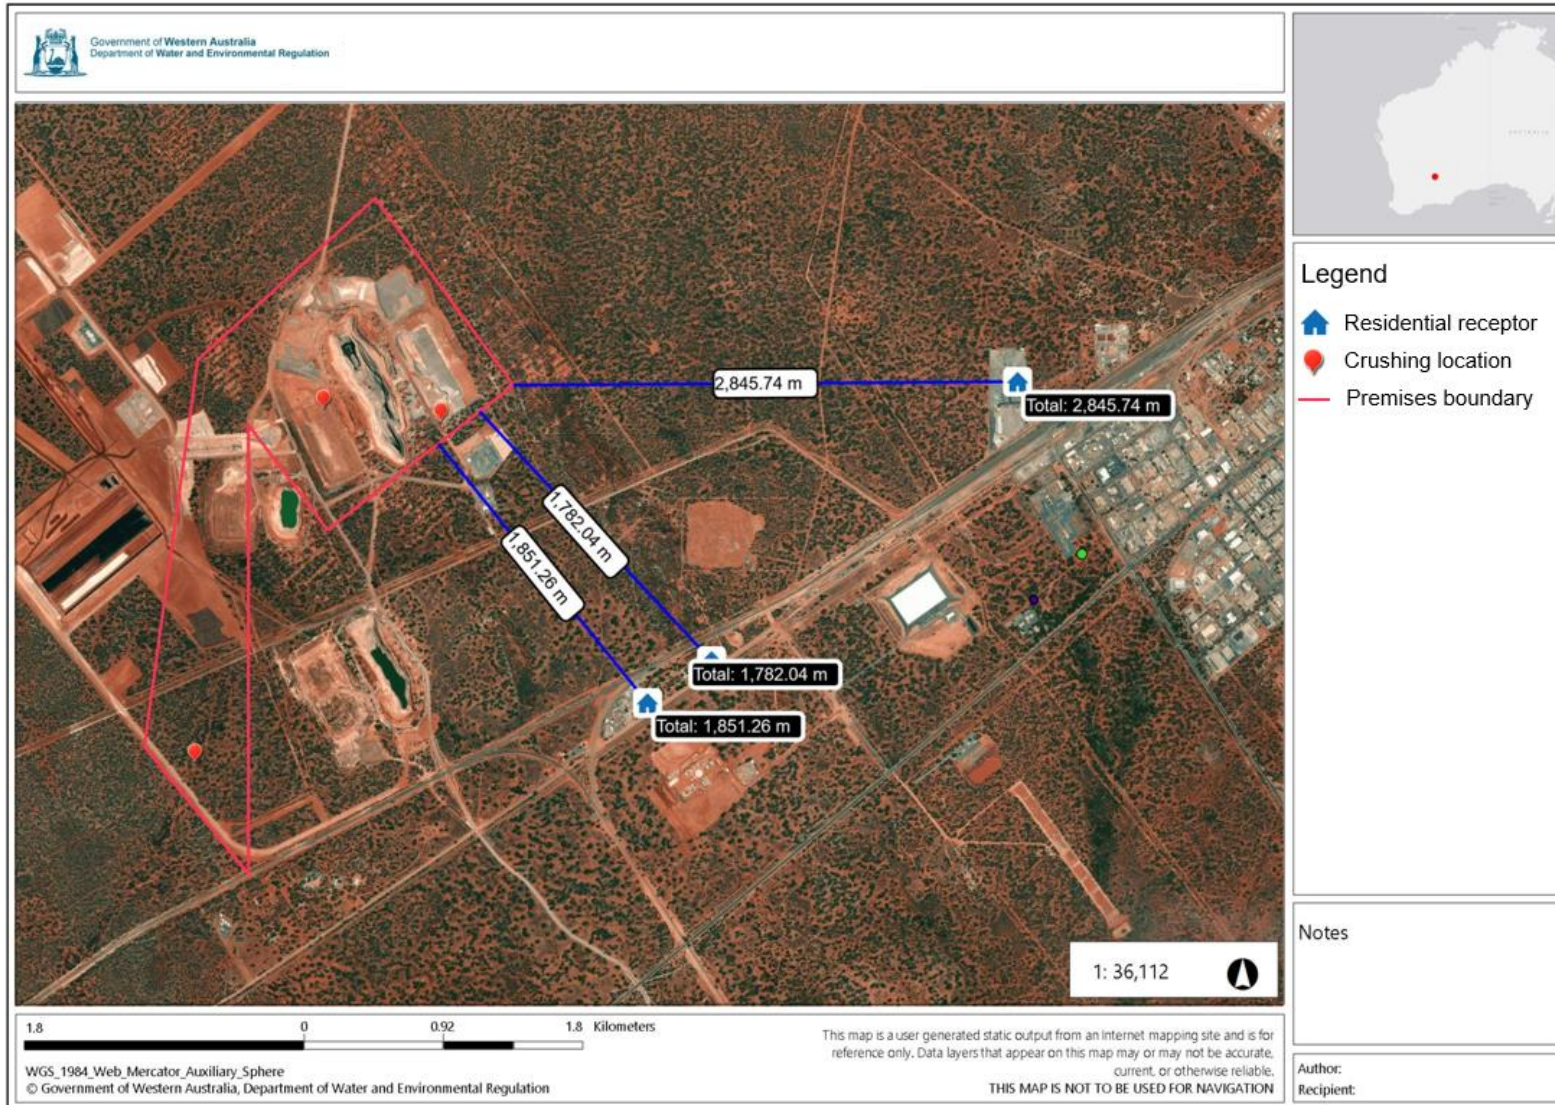 Government of Western Australia
Department of Water and Environmental Regulation
2,845.74 m
Total: 2,845.74 m
1,782.04 m
1,851.26 m
Total: 1,782.04 m
Total: 1,851.26 m
1: 36,112
Legend
Residential receptor
Crushing location
Premises boundary
Notes
1.8 0 0.92 1.8 Kilometers
WGS_1984_Web_Mercator_Auxiliary_Sphere
© Government of Western Australia, Department of Water and Environmental Regulation
This map is a user generated static output from an Internet mapping site and is for
reference only. Data layers that appear on this map may or may not be accurate,
current, or otherwise reliable.
THIS MAP IS NOT TO BE USED FOR NAVIGATION
Author:
Recipient: